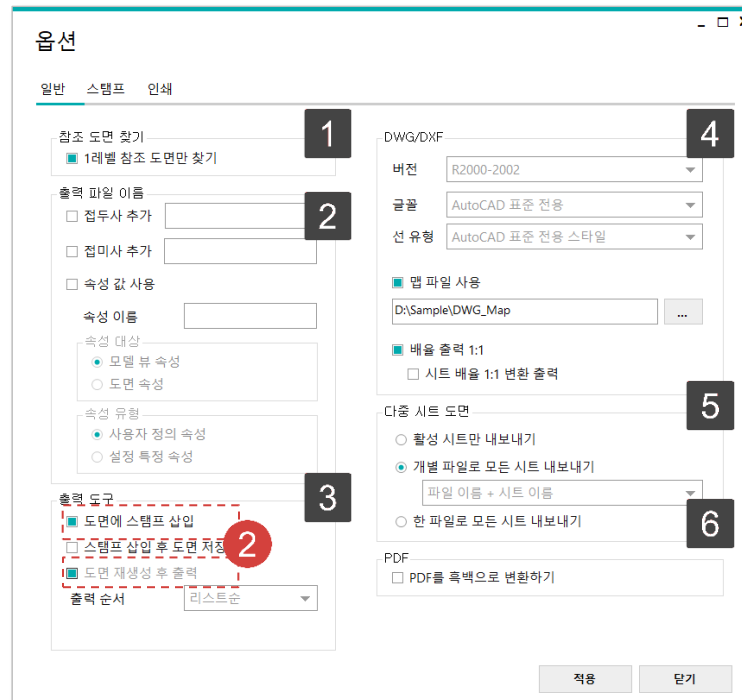 옵션
일반 스탬프 인쇄
참조 도면 찾기
1
1레벨 참조 도면만 찾기
출력 파일 이름
2
접두사 추가
접미사 추가
속성 값 사용
속성 이름
속성 대상
모델 뷰 속성
도면 속성
속성 유형
사용자 정의 속성
설정 특정 속성
출력 도구
3
도면에 스탬프 삽입
스탬프 삽입 후 도면 저장
2
도면 재생성 후 출력
출력 순서 리스트순
DWG/DXF
4
버전 R2000-2002
글꼴 AutoCAD 표준 전용
선 유형 AutoCAD 표준 전용 스타일
맵 파일 사용
D:\Sample\DWG_Map ...
배율 출력 1:1
시트 배율 1:1 변환 출력
다중 시트 도면
5
활성 시트만 내보내기
개별 파일로 모든 시트 내보내기
파일 이름 + 시트 이름
한 파일로 모든 시트 내보내기
6
PDF
PDF를 흑백으로 변환하기
적용 닫기